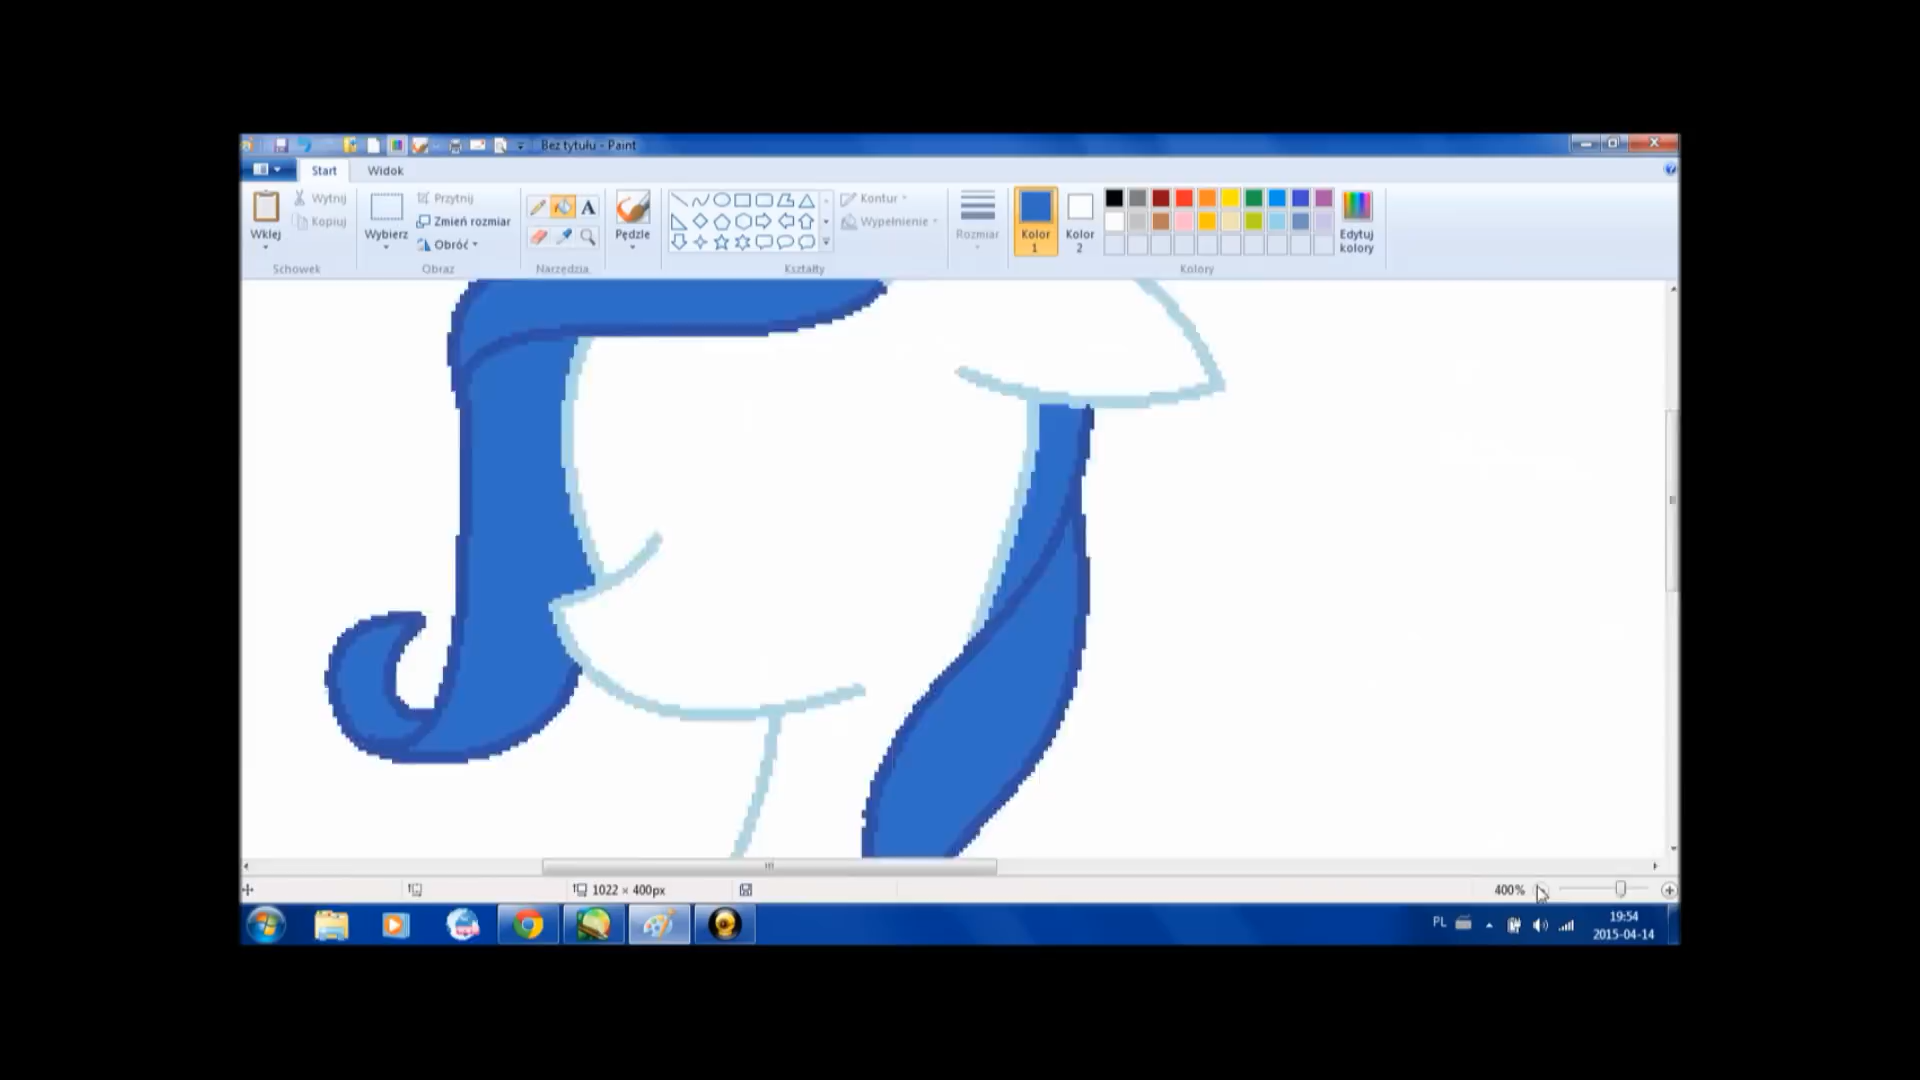 Bez tytułu - Paint
Start Widok
Wklej
Wytnij
Kopiuj
Schowek
Wybierz
Przytnij
Zmień rozmiar
Obróć
Obraz
A
Narzędzia
Pędzle
Kształty
Kontur
Wypełnienie
Rozmiar
Kolor 1
Kolor 2
Edytuj kolory
Kolory
1022 × 400px
400%
PL
19:54
2015-04-14